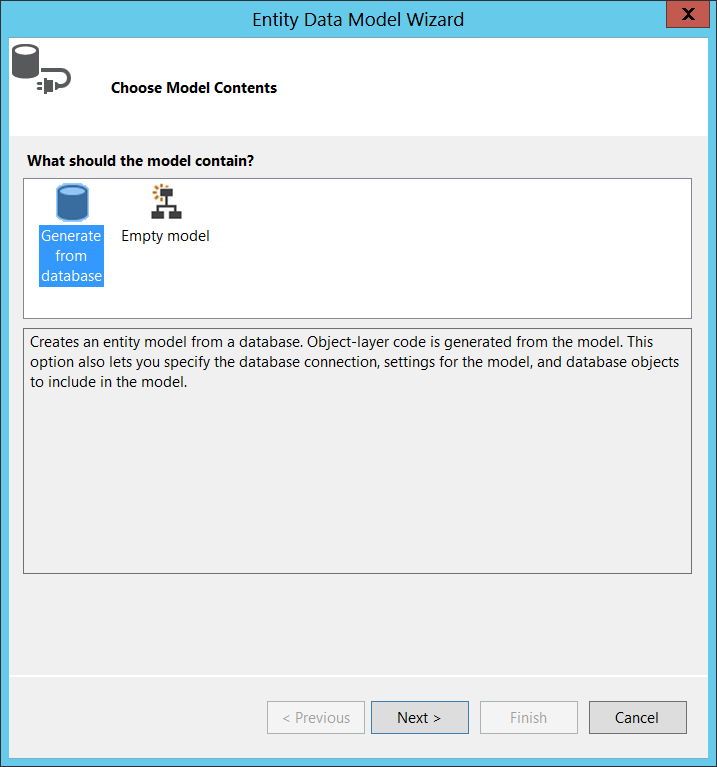 Entity Data Model Wizard
X
Choose Model Contents
What should the model contain?
Generate
from
database
Empty model
Creates an entity model from a database. Object-layer code is generated from the model. This
option also lets you specify the database connection, settings for the model, and database objects
to include in the model.
< Previous
Next >
Finish
Cancel